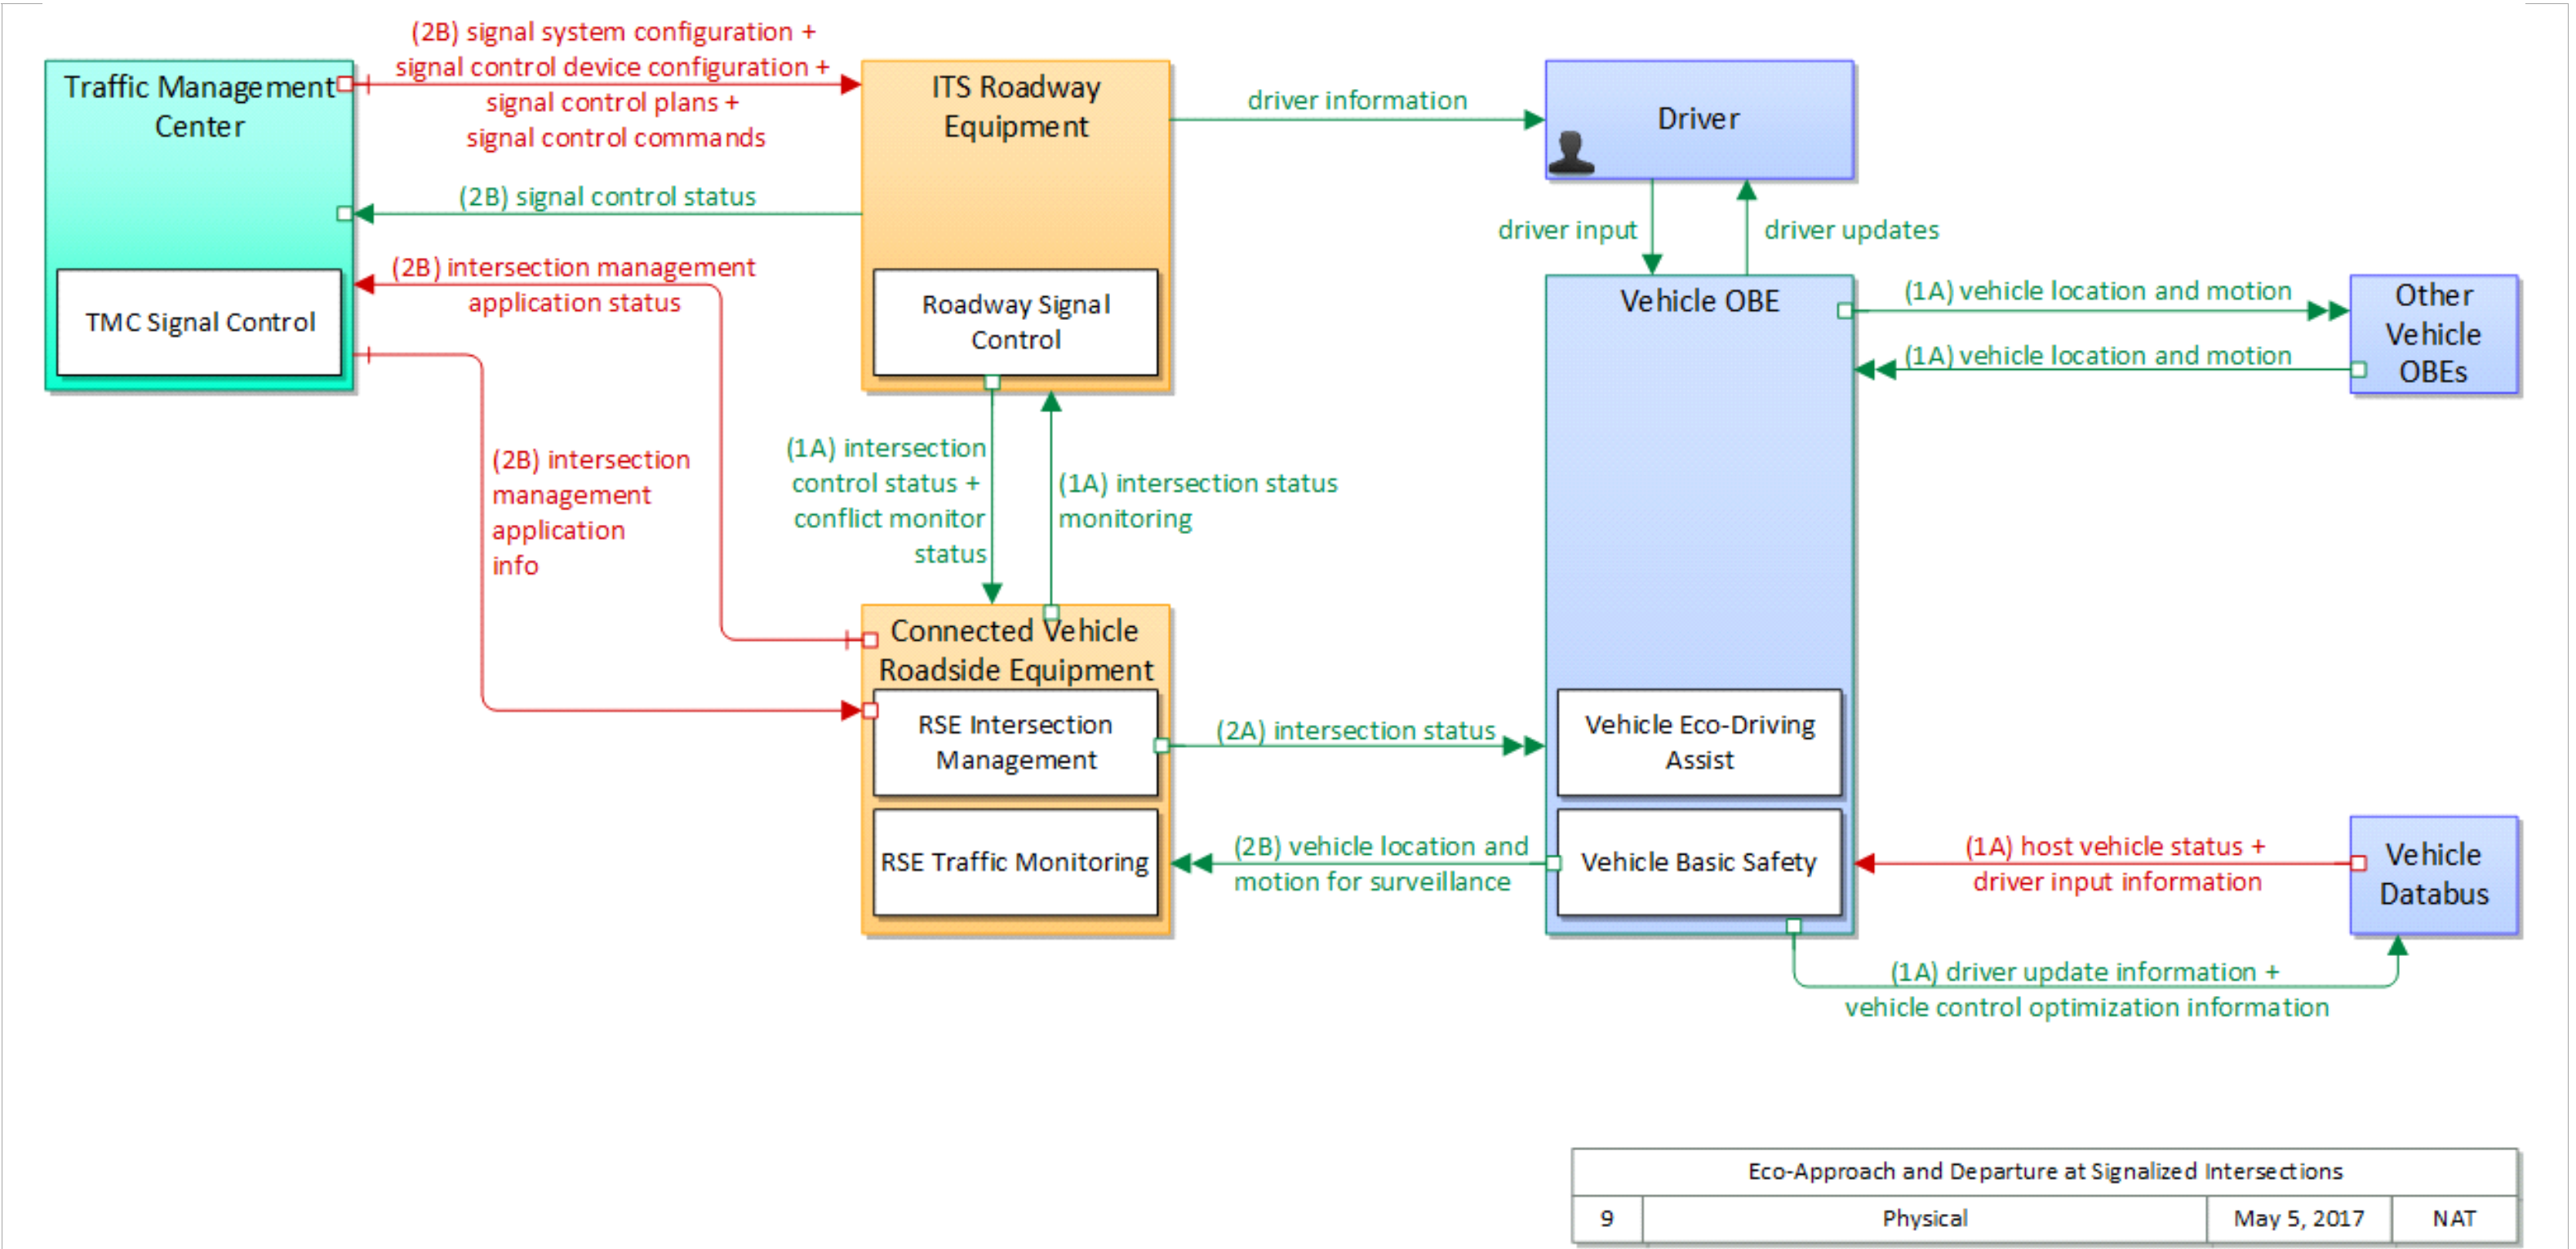 (2B) signal system configuration +
signal control device configuration +
signal control plans +
signal control commands
Traffic Management
Center
ITS Roadway
Equipment
driver information
Driver
(2B) signal control status
driver input
driver updates
(2B) intersection management
application status
TMC Signal Control
Roadway Signal
Control
Vehicle OBE
(1A) vehicle location and motion
(1A) vehicle location and motion
Other
Vehicle
OBEs
(2B) intersection
management
application
info
(1A) intersection
control status +
conflict monitor
status
(1A) intersection status
monitoring
Connected Vehicle
Roadside Equipment
RSE Intersection
Management
(2A) intersection status
Vehicle Eco-Driving
Assist
RSE Traffic Monitoring
(2B) vehicle location and
motion for surveillance
Vehicle Basic Safety
(1A) host vehicle status +
driver input information
Vehicle
Databus
(1A) driver update information +
vehicle control optimization information
Eco-Approach and Departure at Signalized Intersections
9 Physical May 5, 2017 NAT